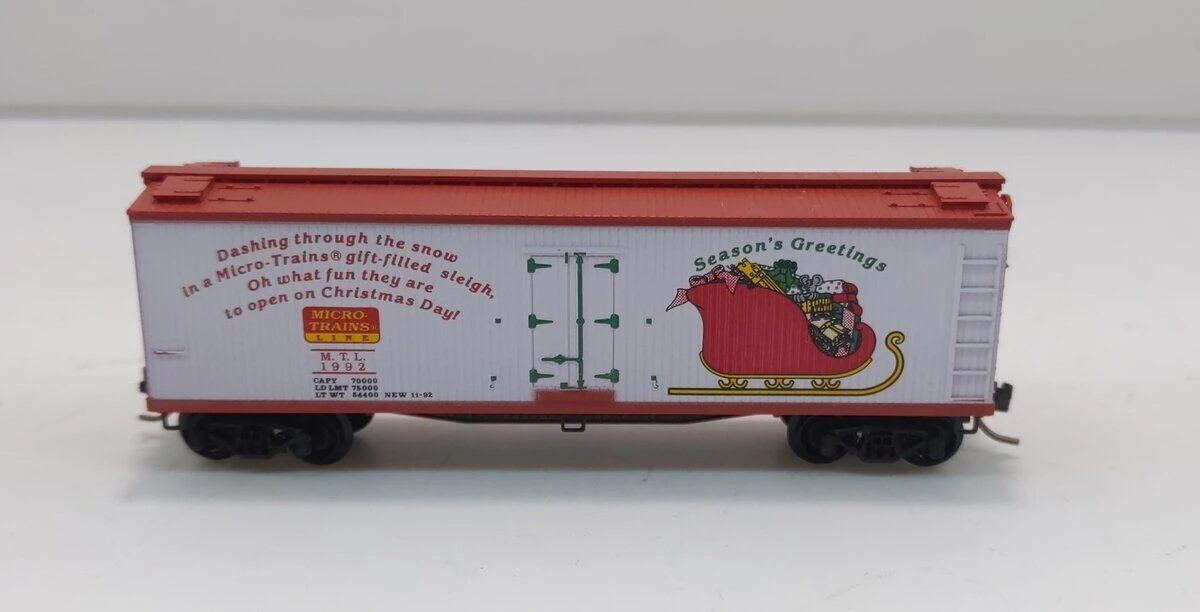 Dashing through the snow
in a Micro-Trains® gift-filled sleigh,
Oh what fun they are
to open on Christmas Day!
MICRO-
TRAINS®
LINE
M. T. L.
1992
CAPY 70000
LD LMT 75000
LT WT 54400 NEW 11-92
Season's Greetings